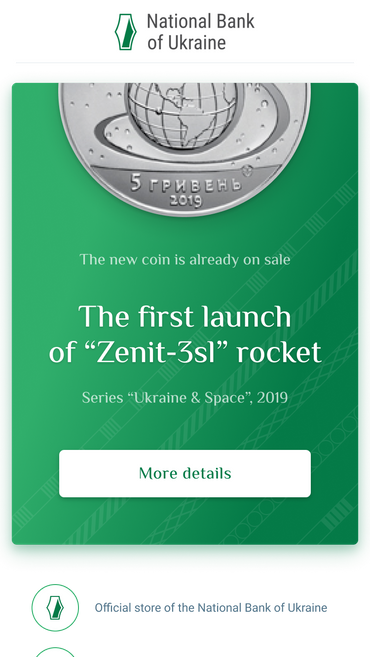 National Bank
of Ukraine
5 ГРИВЕНЬ
2019
The new coin is already on sale
The first launch
of “Zenit-3sl” rocket
Series “Ukraine & Space”, 2019
More details
Official store of the National Bank of Ukraine